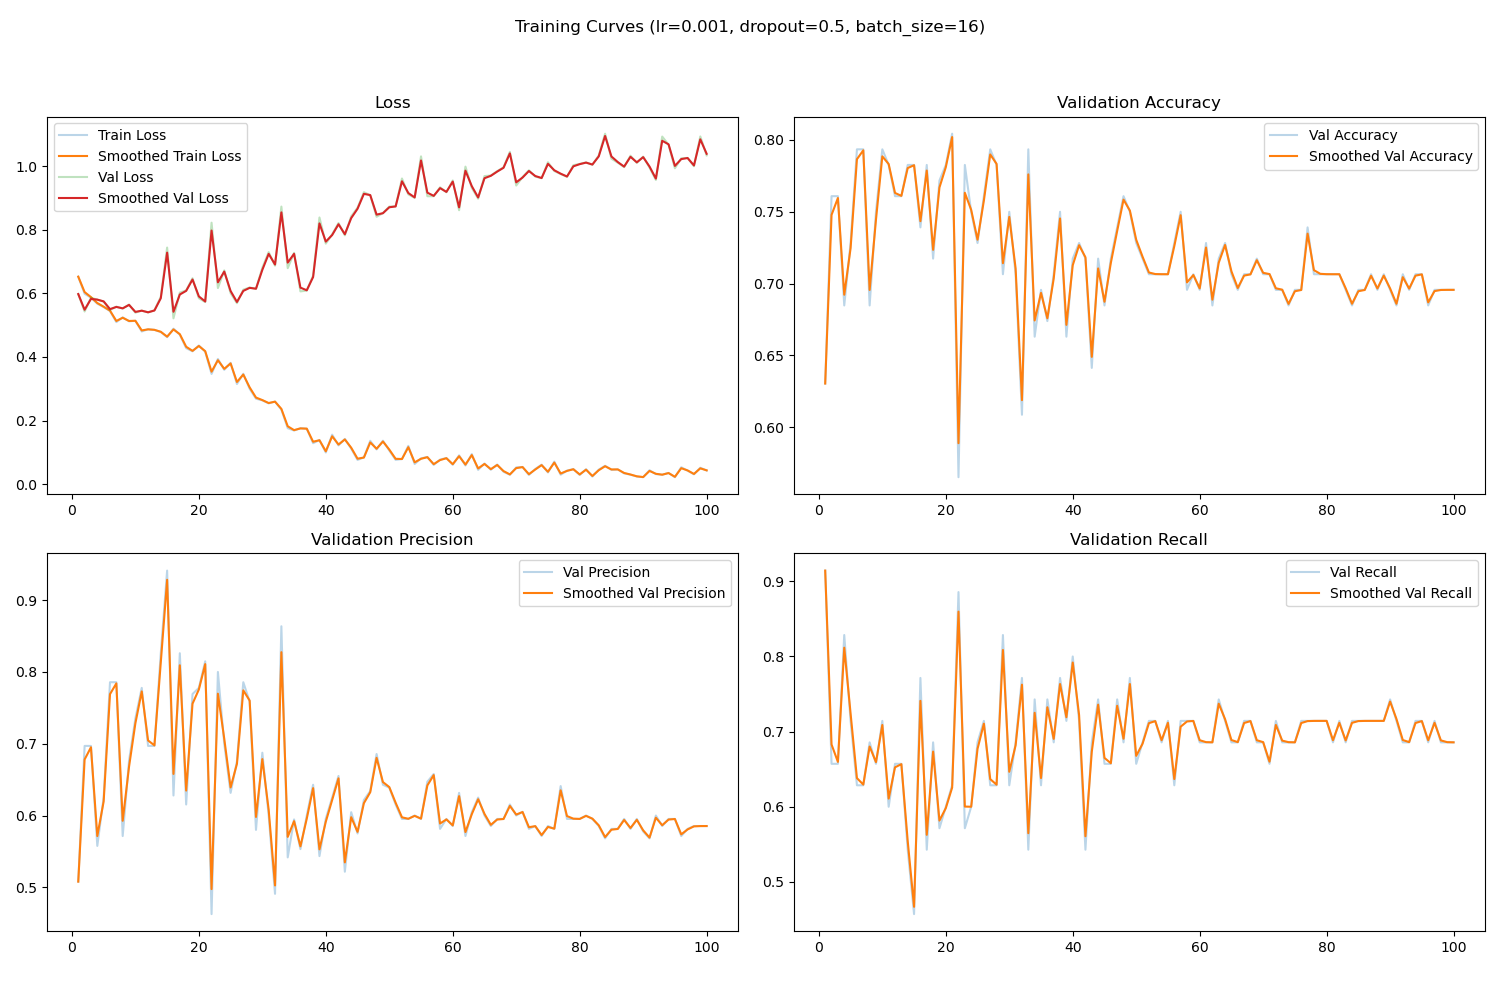 Training Curves (lr=0.001, dropout=0.5, batch_size=16)
Loss
Train Loss
Smoothed Train Loss
Val Loss
Smoothed Val Loss
1.0
0.8
0.6
0.4
0.2
0.0
0 20 40 60 80 100
Validation Accuracy
Val Accuracy
Smoothed Val Accuracy
0.80
0.75
0.70
0.65
0.60
0 20 40 60 80 100
Validation Precision
Val Precision
Smoothed Val Precision
0.9
0.8
0.7
0.6
0.5
0 20 40 60 80 100
Validation Recall
Val Recall
Smoothed Val Recall
0.9
0.8
0.7
0.6
0.5
0 20 40 60 80 100